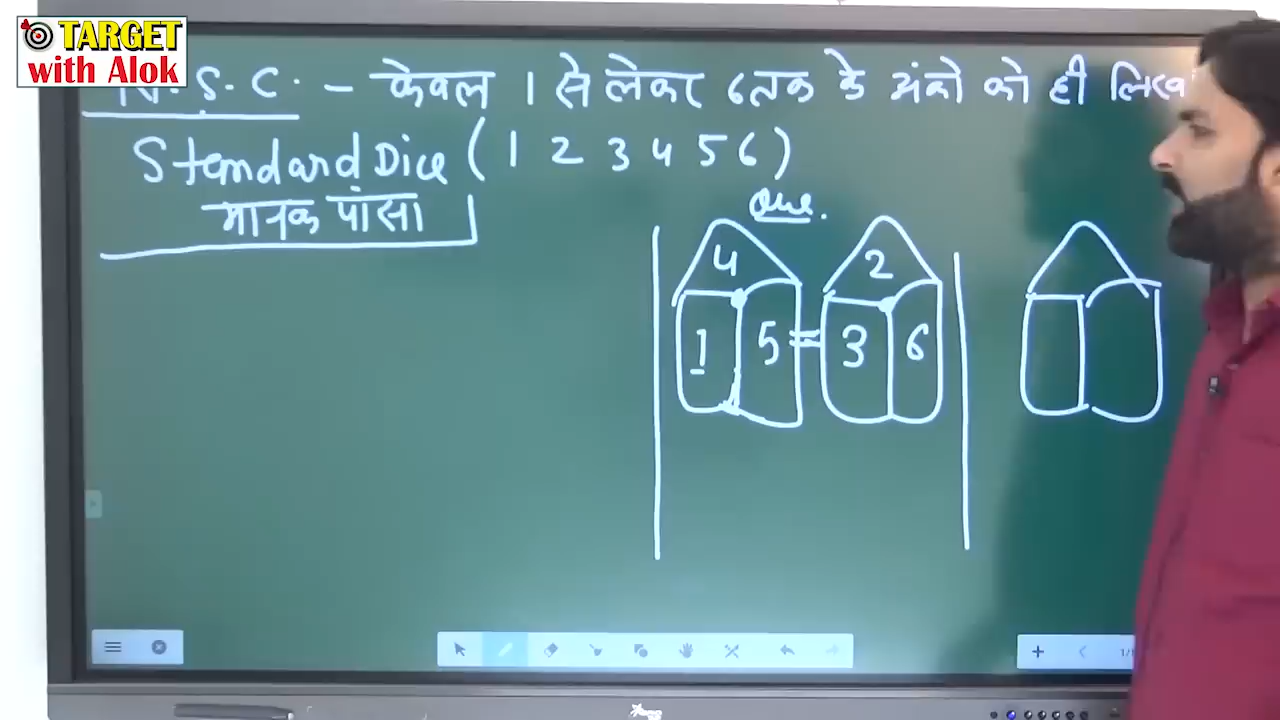 TARGET
with Alok
S. C. - केवल 1 से लेकर 6 तक के अंको को ही
Standard Dice ( 1 2 3 4 5 6 )
मानक पांसा
Que.
4 2
1 5 = 3 6